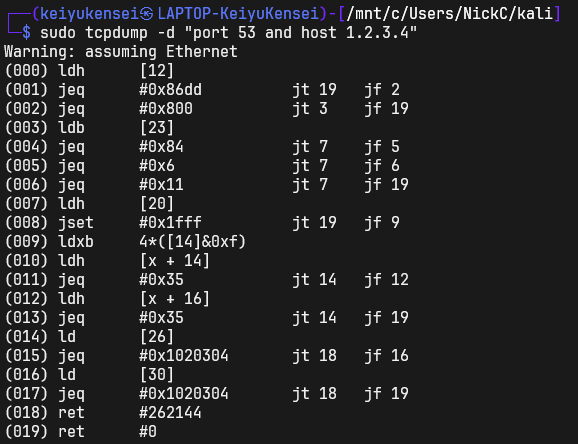 ┌──(keiyukensei㉿LAPTOP-KeiyuKensei)-[/mnt/c/Users/NickC/kali]
└─$ sudo tcpdump -d "port 53 and host 1.2.3.4"
Warning: assuming Ethernet
(000) ldh      [12]
(001) jeq      #0x86dd          jt 19   jf 2
(002) jeq      #0x800           jt 3    jf 19
(003) ldb      [23]
(004) jeq      #0x84            jt 7    jf 5
(005) jeq      #0x6             jt 7    jf 6
(006) jeq      #0x11            jt 7    jf 19
(007) ldh      [20]
(008) jset     #0x1fff          jt 19   jf 9
(009) ldxb     4*([14]&0xf)
(010) ldh      [x + 14]
(011) jeq      #0x35            jt 14   jf 12
(012) ldh      [x + 16]
(013) jeq      #0x35            jt 14   jf 19
(014) ld       [26]
(015) jeq      #0x1020304       jt 18   jf 16
(016) ld       [30]
(017) jeq      #0x1020304       jt 18   jf 19
(018) ret      #262144
(019) ret      #0